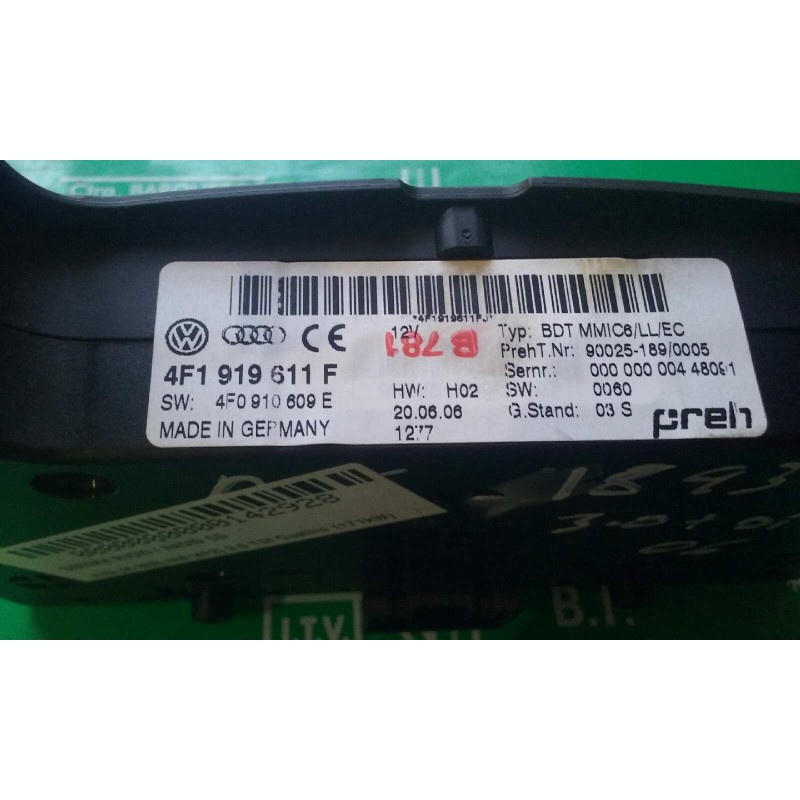 *4F1919611FJ*
12V
B 781
4F1 919 611 F
SW: 4F0 910 609 E
MADE IN GERMANY
HW: H02
20.06.06
1277
Typ: BDT MMIC6/LL/EC
PrehT.Nr: 90025-189/0005
Sernr.: 000 000 004 48091
SW: 0060
G.Stand: 03 S
preh
1893
I.T.V.
B.I.